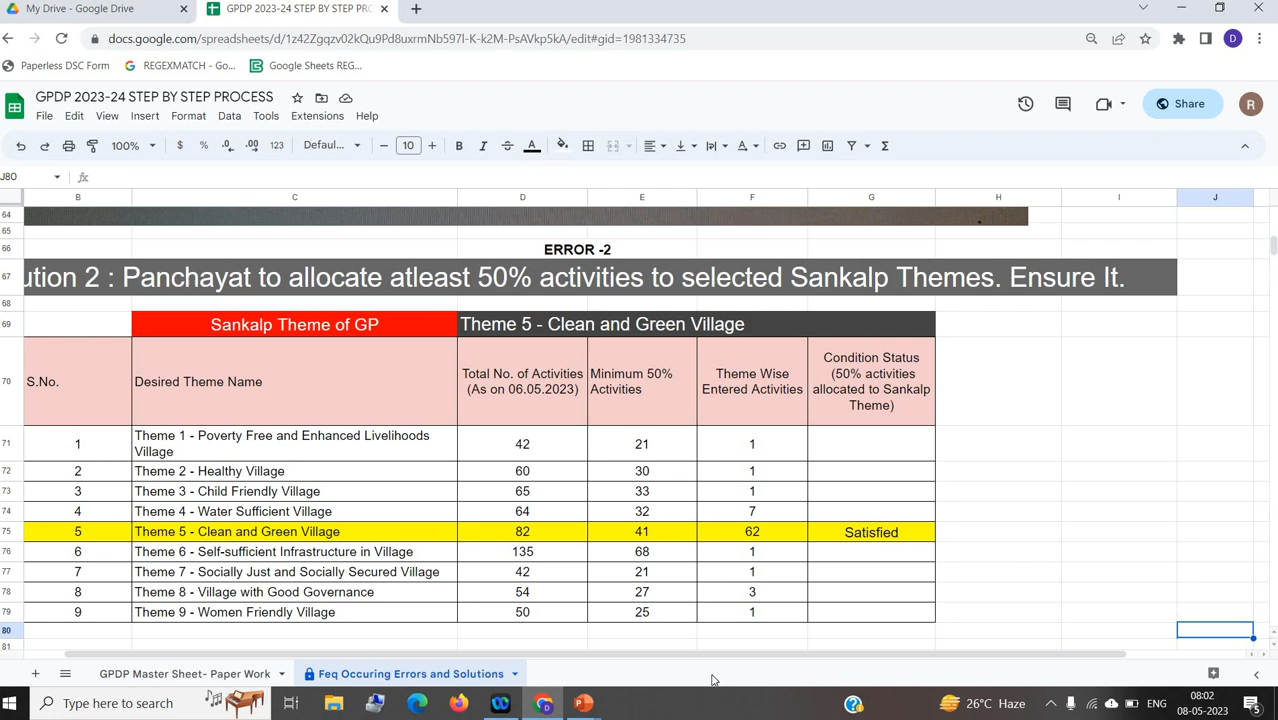 My Drive - Google Drive
GPDP 2023-24 STEP BY STEP PROC
docs.google.com/spreadsheets/d/1z42Zgqzv02kQu9Pd8uxrmNb597l-K-k2M-PsAVkp5kA/edit#gid=1981334735
Paperless DSC Form
REGEXMATCH - Go...
Google Sheets REG...
GPDP 2023-24 STEP BY STEP PROCESS
File Edit View Insert Format Data Tools Extensions Help
Share
D
R
100% $ % .0 .00 123 Defaul... - 10 + B I S A Σ
J80 fx
B C D E F G H I J
64
65
66 ERROR -2
67 ution 2 : Panchayat to allocate atleast 50% activities to selected Sankalp Themes. Ensure It.
68
69 Sankalp Theme of GP Theme 5 - Clean and Green Village
70 S.No. Desired Theme Name Total No. of Activities (As on 06.05.2023) Minimum 50% Activities Theme Wise Entered Activities Condition Status (50% activities allocated to Sankalp Theme)
71 1 Theme 1 - Poverty Free and Enhanced Livelihoods Village 42 21 1
72 2 Theme 2 - Healthy Village 60 30 1
73 3 Theme 3 - Child Friendly Village 65 33 1
74 4 Theme 4 - Water Sufficient Village 64 32 7
75 5 Theme 5 - Clean and Green Village 82 41 62 Satisfied
76 6 Theme 6 - Self-sufficient Infrastructure in Village 135 68 1
77 7 Theme 7 - Socially Just and Socially Secured Village 42 21 1
78 8 Theme 8 - Village with Good Governance 54 27 3
79 9 Theme 9 - Women Friendly Village 50 25 1
80
81
GPDP Master Sheet- Paper Work
Feq Occuring Errors and Solutions
Type here to search
26°C Haze
ENG
08:02
08-05-2023
5